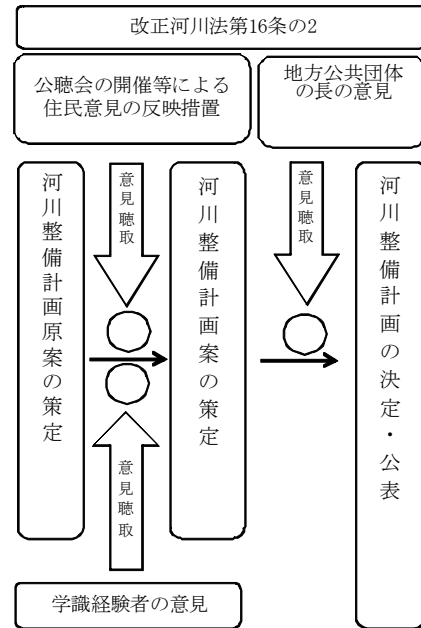 改正河川法第16条の2
公聴会の開催等による
住民意見の反映措置
地方公共団体
の長の意見
河川整備計画原案の策定
意見聴取
河川整備計画案の策定
意見聴取
河川整備計画の決定・公表
意見聴取
学識経験者の意見